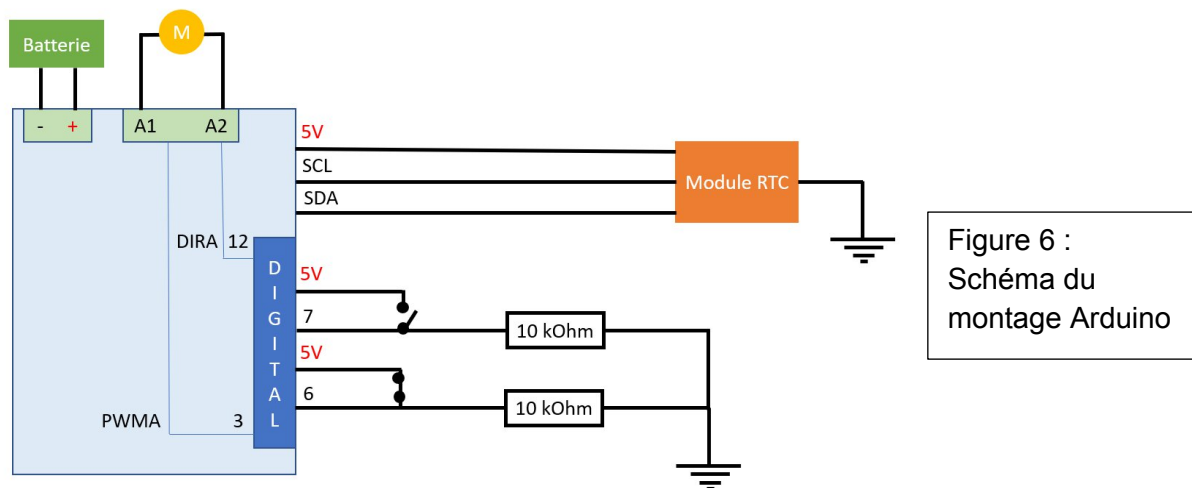 Batterie
M
- +
A1 A2
5V
SCL
SDA
Module RTC
DIRA 12
DIGITAL
5V
7
10 kOhm
5V
6
10 kOhm
PWMA 3
Figure 6 :
Schéma du
montage Arduino